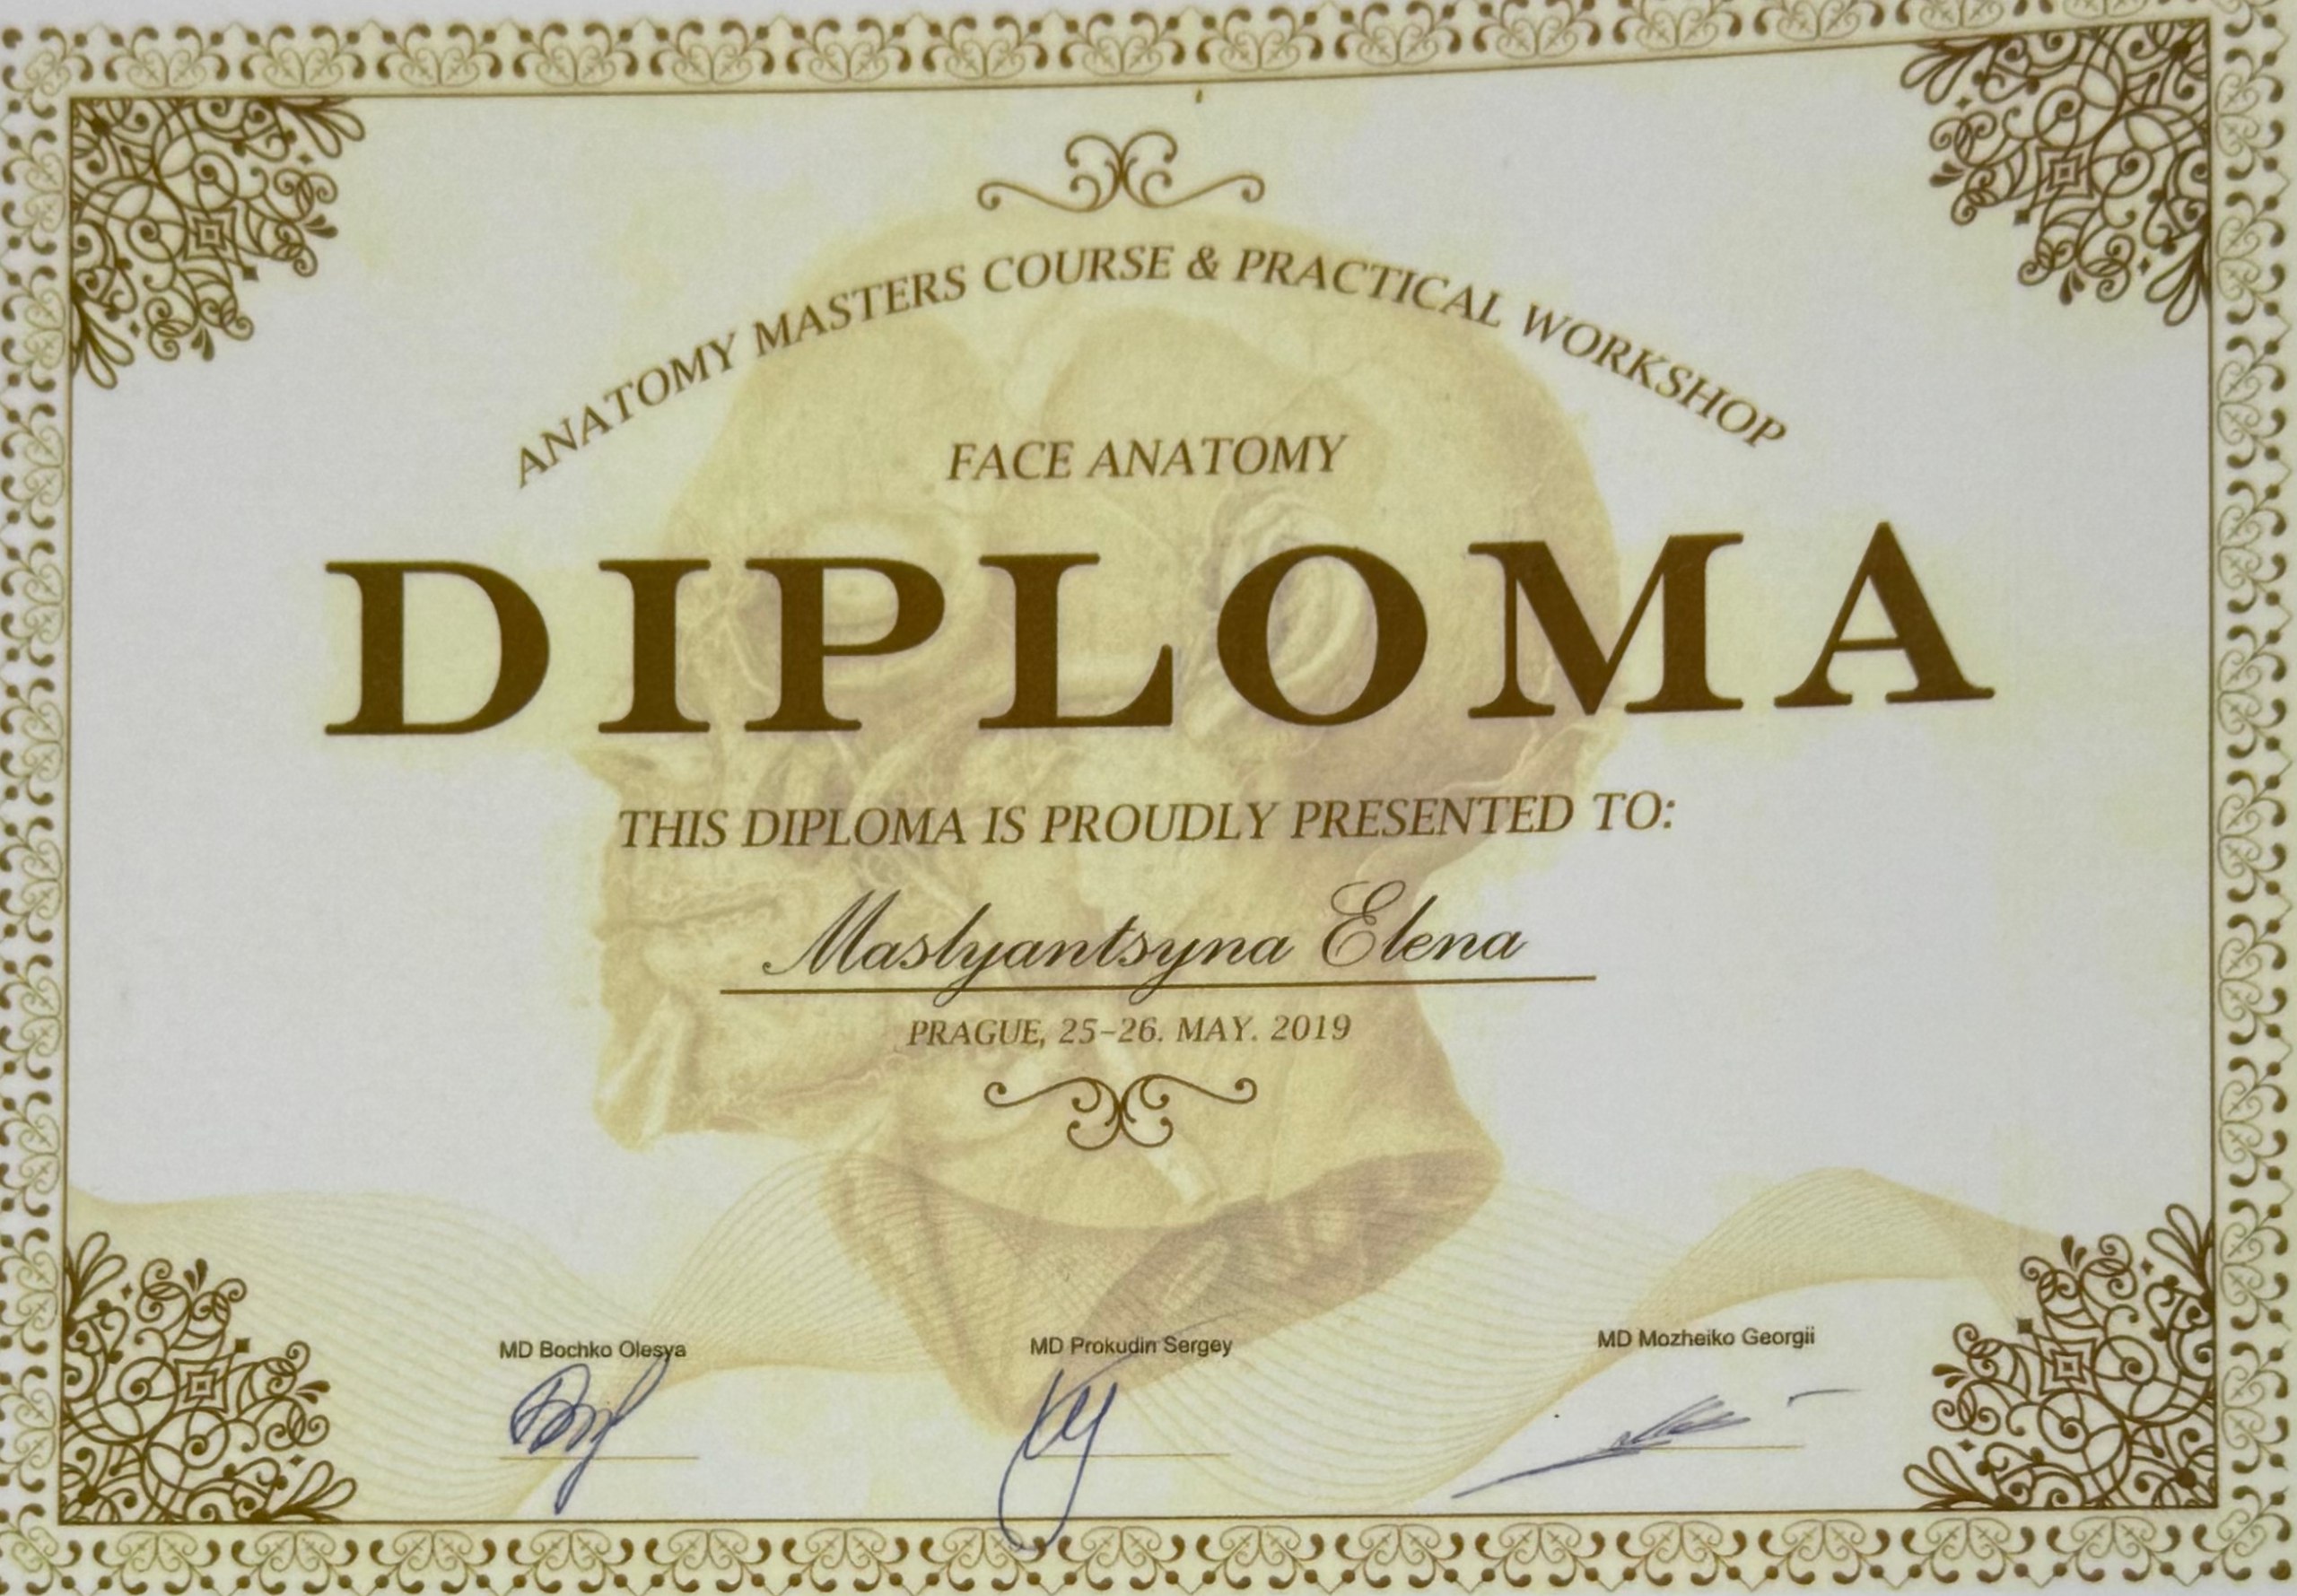 ANATOMY MASTERS COURSE & PRACTICAL WORKSHOP
FACE ANATOMY
DIPLOMA
THIS DIPLOMA IS PROUDLY PRESENTED TO:
Maslyantsyna Elena
PRAGUE, 25–26. MAY. 2019
MD Bochko Olesya
MD Prokudin Sergey
MD Mozheiko Georgii